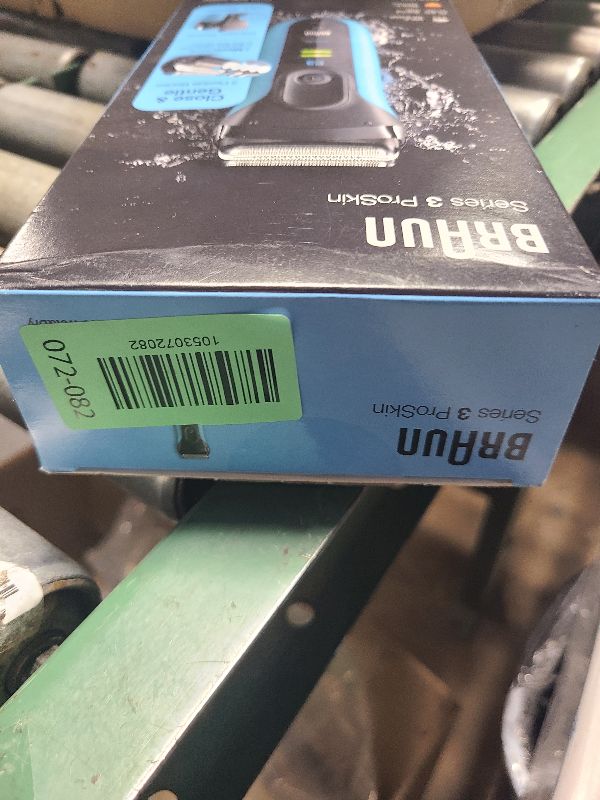 BRAUN
Series 3 ProSkin
Close &
Gentle
BRAUN
Series 3 ProSkin
1053072082
072-082